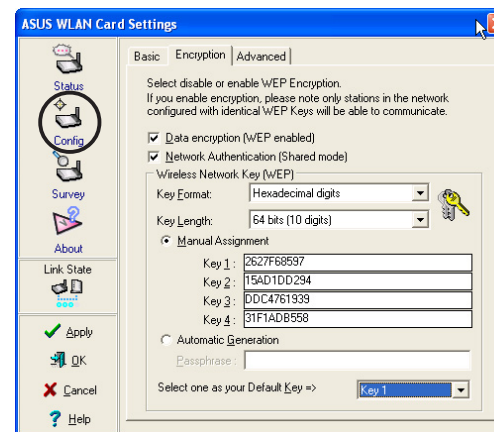 ASUS WLAN Card Settings
Status
Config
Survey
About
Link State
Apply
OK
Cancel
Help
Basic Encryption Advanced
Select disable or enable WEP Encryption.
If you enable encryption, please note only stations in the network
configured with identical WEP Keys will be able to communicate.
Data encryption (WEP enabled)
Network Authentication (Shared mode)
Wireless Network Key (WEP)
Key Format: Hexadecimal digits
Key Length: 64 bits (10 digits)
Manual Assignment
Key 1 : 2627F68597
Key 2 : 15AD1DD294
Key 3 : DDC4761939
Key 4 : 31F1ADB558
Automatic Generation
Passphrase :
Select one as your Default Key => Key 1